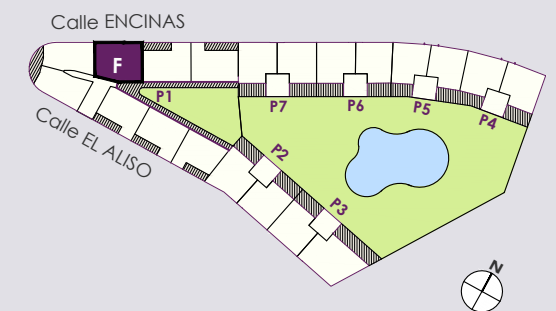 Calle ENCINAS
F
P1
P7
P6
P5
P4
Calle EL ALISO
P2
P3
N